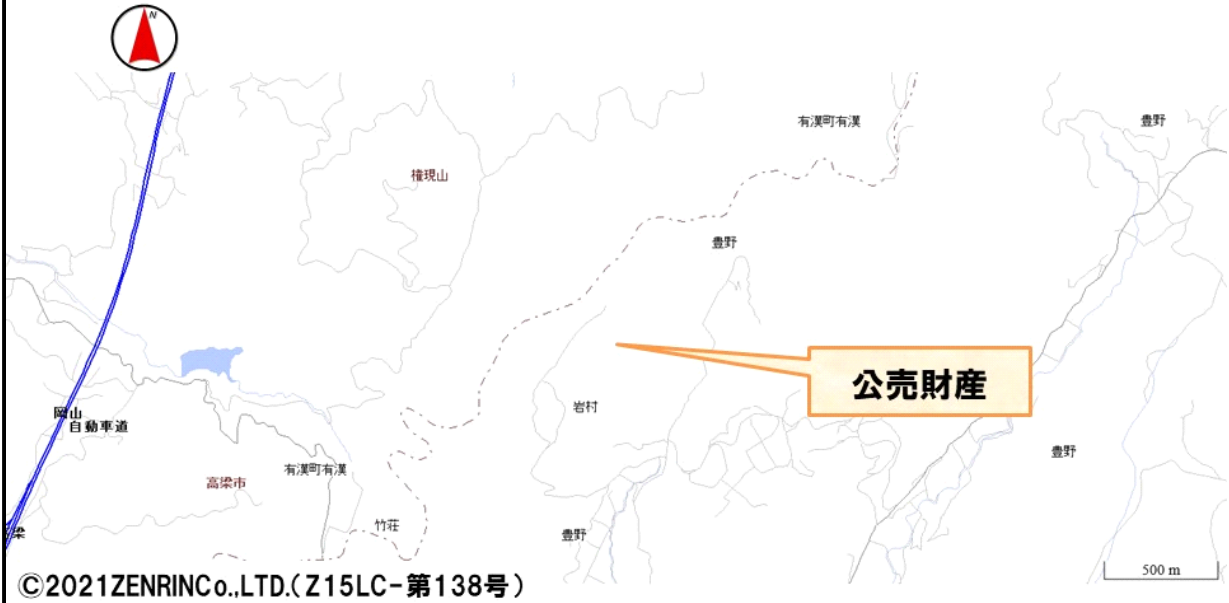 N
有漢町有漢
豊野
権現山
豊野
公売財産
岡山
自動車道
岩村
豊野
有漢町有漢
高梁市
竹荘
梁
豊野
500 m
©2021ZENRINCo.,LTD.(Z15LC-第138号)